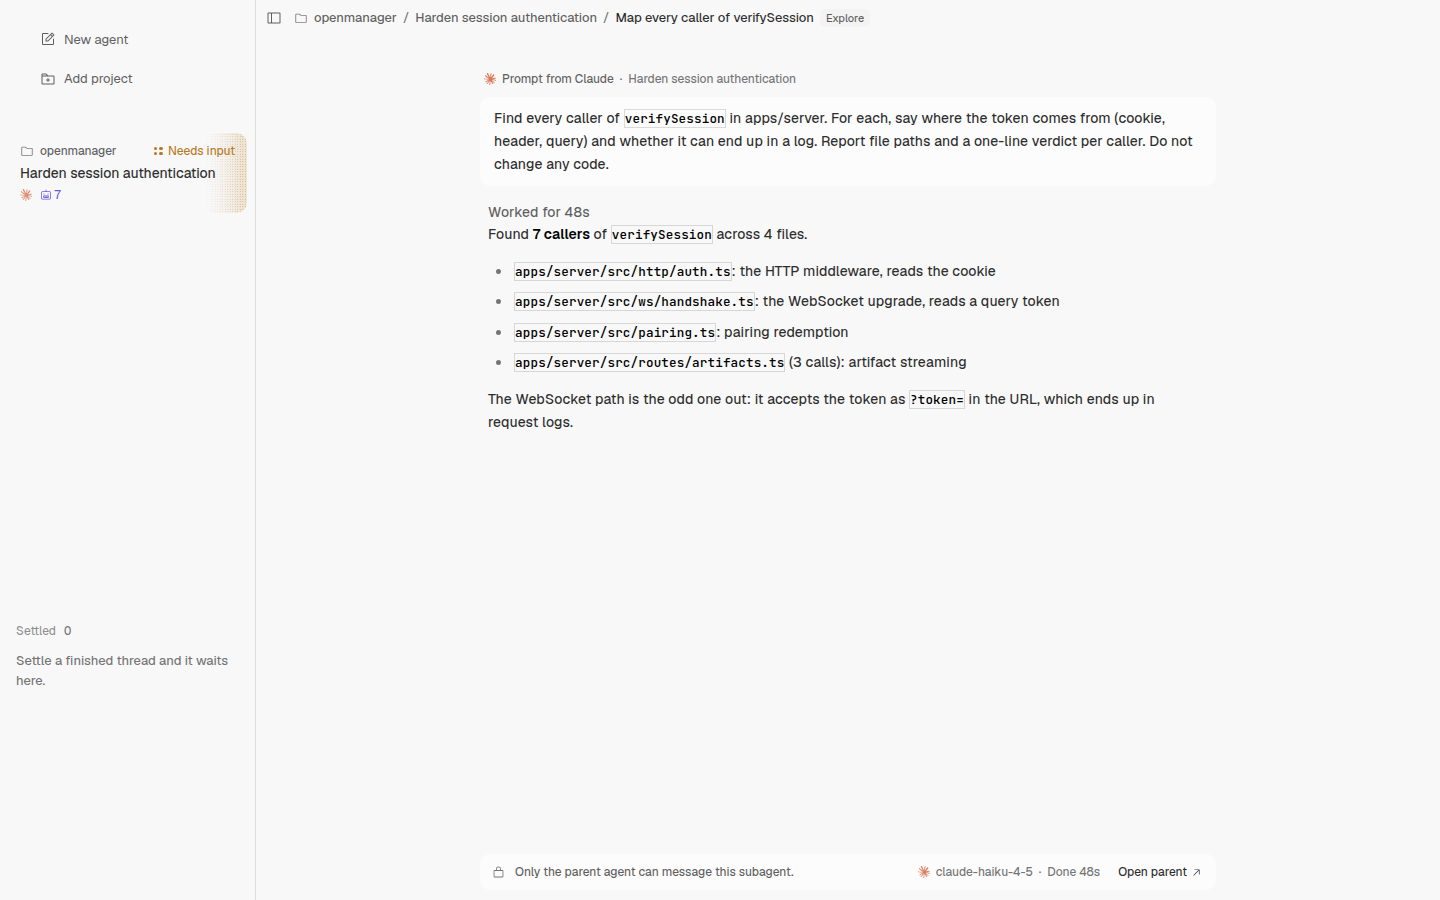 New agent
Add project
openmanager
Needs input
Harden session authentication
7
Settled 0
Settle a finished thread and it waits
here.
openmanager / Harden session authentication / Map every caller of verifySession Explore
Prompt from Claude · Harden session authentication
Find every caller of verifySession in apps/server. For each, say where the token comes from (cookie,
header, query) and whether it can end up in a log. Report file paths and a one-line verdict per caller. Do not
change any code.
Worked for 48s
Found 7 callers of verifySession across 4 files.
• apps/server/src/http/auth.ts: the HTTP middleware, reads the cookie
• apps/server/src/ws/handshake.ts: the WebSocket upgrade, reads a query token
• apps/server/src/pairing.ts: pairing redemption
• apps/server/src/routes/artifacts.ts (3 calls): artifact streaming
The WebSocket path is the odd one out: it accepts the token as ?token= in the URL, which ends up in
request logs.
Only the parent agent can message this subagent.
claude-haiku-4-5 · Done 48s
Open parent ↗